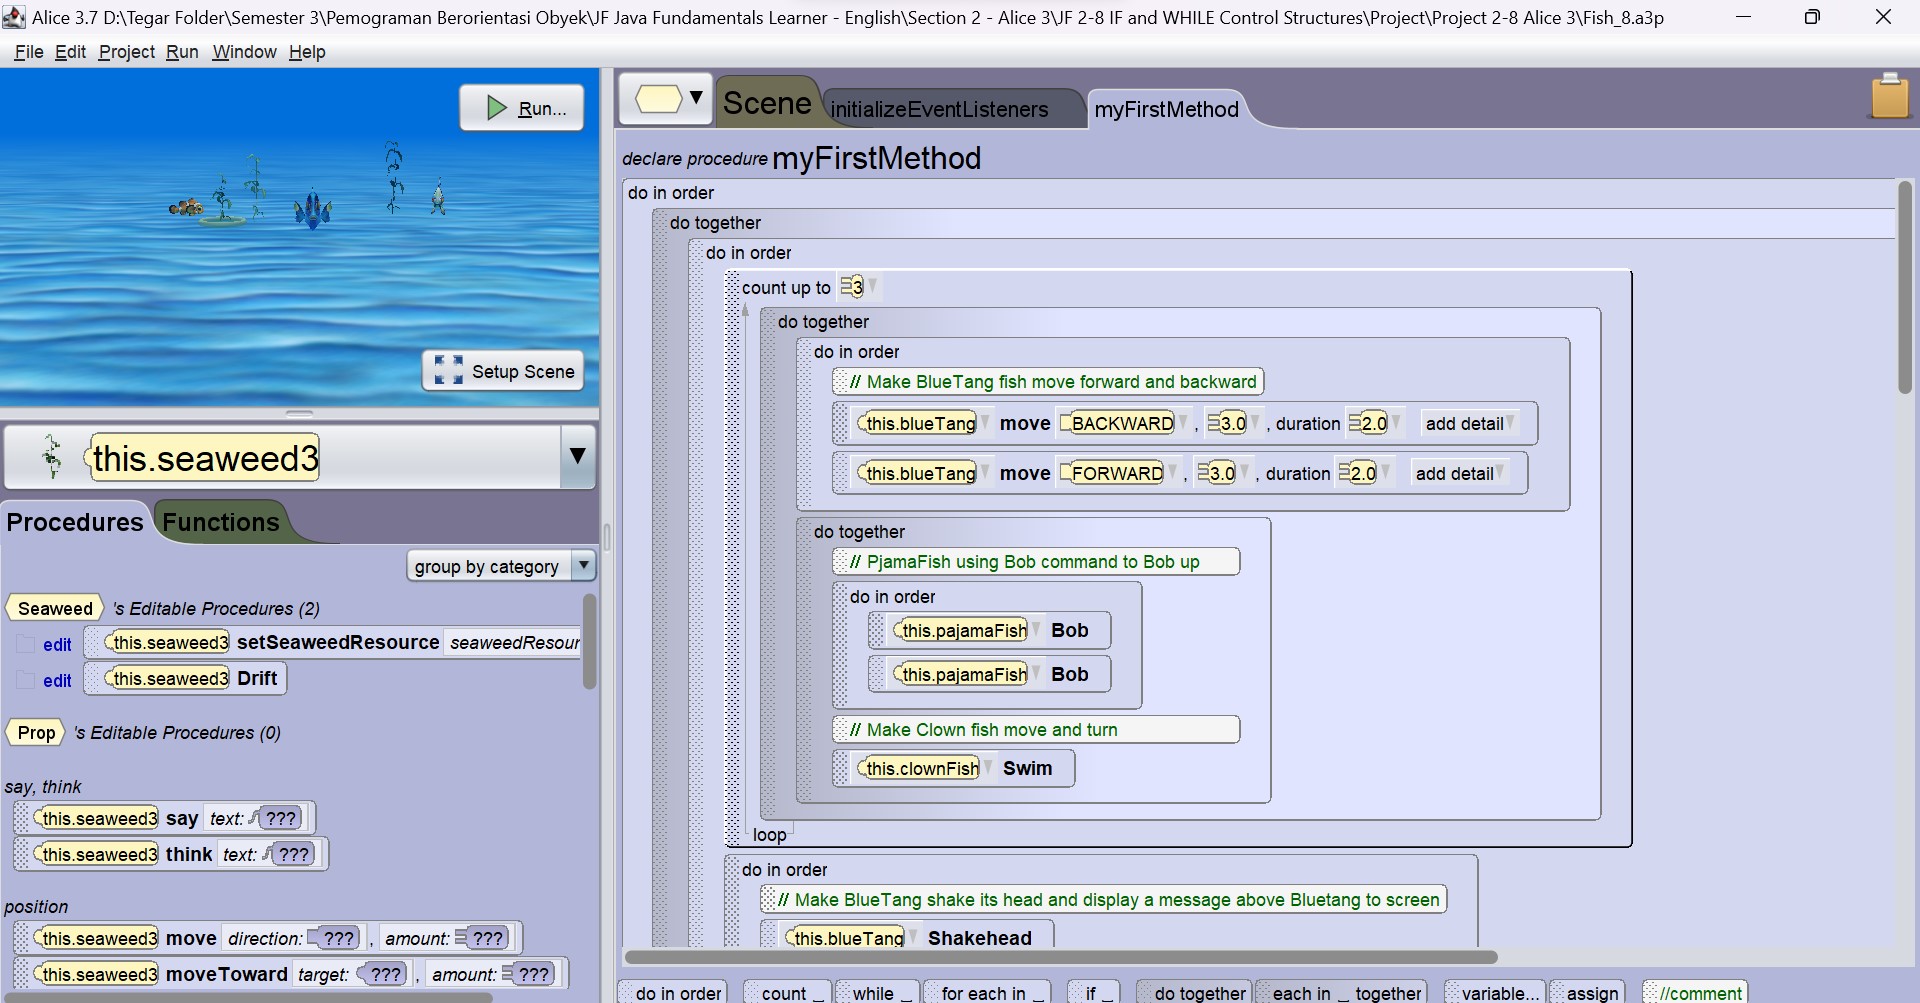 Alice 3.7 D:\Tegar Folder\Semester 3\Pemograman Berorientasi Obyek\JF Java Fundamentals Learner - English\Section 2 - Alice 3\JF 2-8 IF and WHILE Control Structures\Project\Project 2-8 Alice 3\Fish_8.a3p
File Edit Project Run Window Help
Run...
Setup Scene
this.seaweed3
Procedures Functions
group by category
Seaweed 's Editable Procedures (2)
edit this.seaweed3 setSeaweedResource seaweedResour
edit this.seaweed3 Drift
Prop 's Editable Procedures (0)
say, think
this.seaweed3 say text: ???
this.seaweed3 think text: ???
position
this.seaweed3 move direction: ??? , amount: ???
this.seaweed3 moveToward target: ??? , amount: ???
Scene initializeEventListeners myFirstMethod
declare procedure myFirstMethod
do in order
do together
do in order
count up to 3
do together
do in order
// Make BlueTang fish move forward and backward
this.blueTang move BACKWARD , 3.0 , duration 2.0 add detail
this.blueTang move FORWARD , 3.0 , duration 2.0 add detail
do together
// PjamaFish using Bob command to Bob up
do in order
this.pajamaFish Bob
this.pajamaFish Bob
// Make Clown fish move and turn
this.clownFish Swim
loop
do in order
// Make BlueTang shake its head and display a message above Bluetang to screen
this.blueTang Shakehead
do in order count _ while _ for each in _ if _ do together each in _ together variable... assign //comment